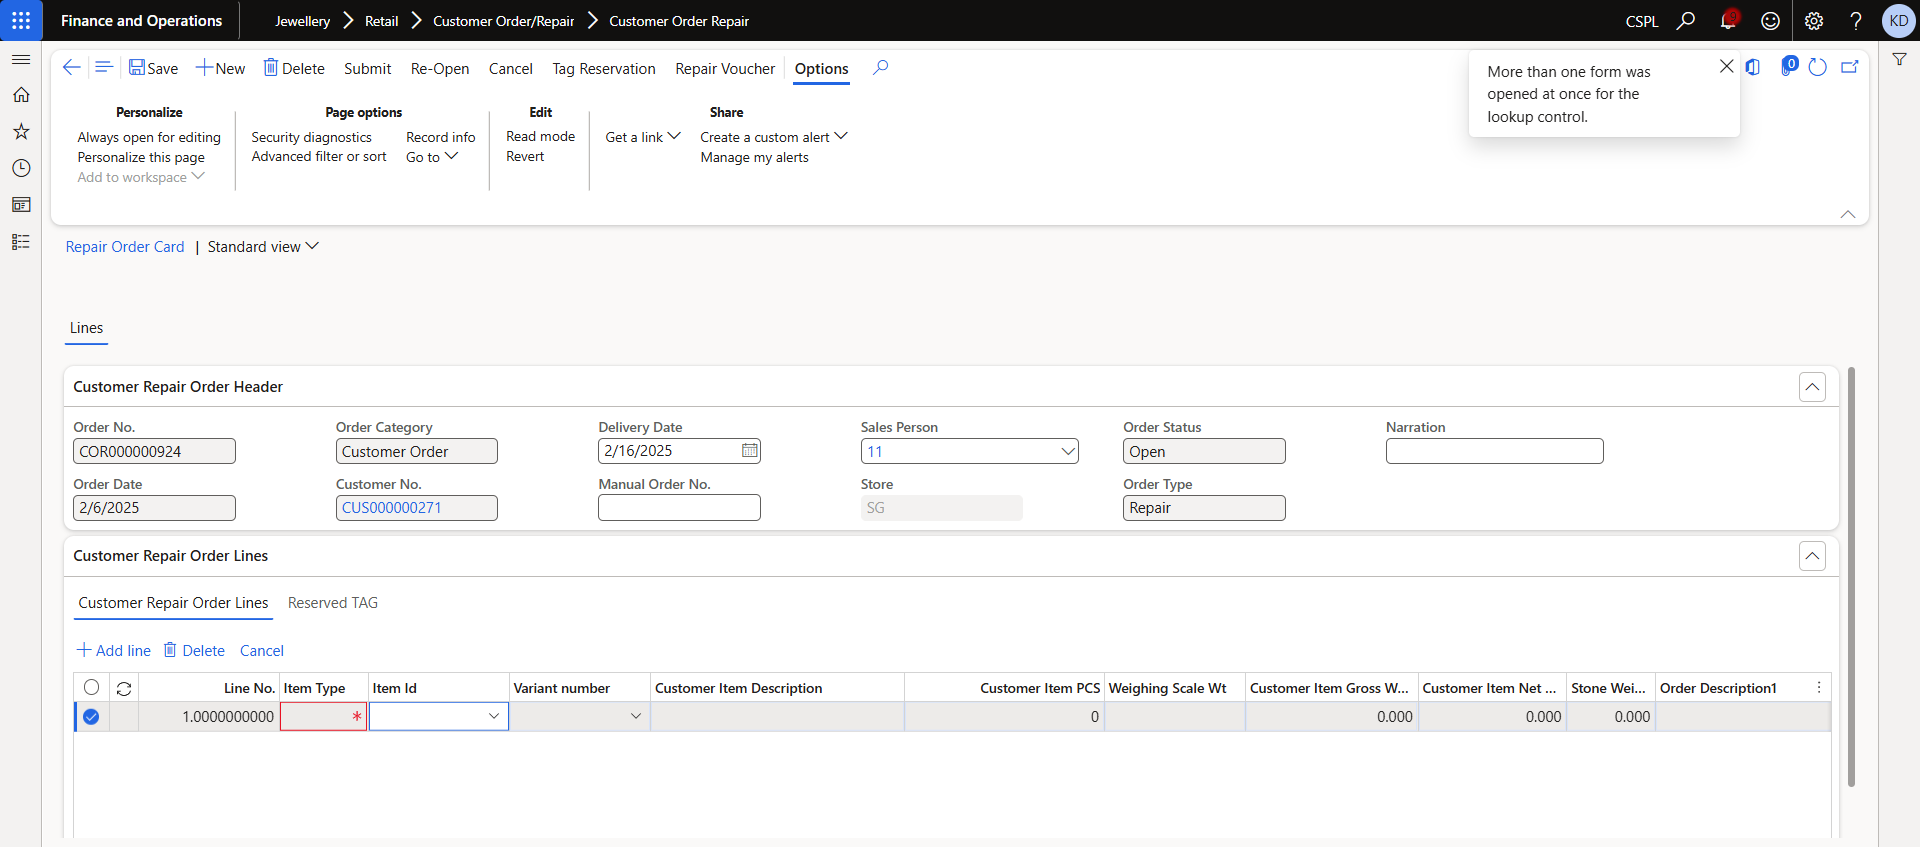 Finance and Operations
Jewellery > Retail > Customer Order/Repair > Customer Order Repair
CSPL
9
?
KD
Save
New
Delete
Submit
Re-Open
Cancel
Tag Reservation
Repair Voucher
Options
More than one form was
opened at once for the
lookup control.
0
Personalize
Always open for editing
Personalize this page
Add to workspace
Page options
Security diagnostics
Advanced filter or sort
Record info
Go to
Edit
Read mode
Revert
Get a link
Share
Create a custom alert
Manage my alerts
Repair Order Card | Standard view
Lines
Customer Repair Order Header
Order No.
COR000000924
Order Category
Customer Order
Delivery Date
2/16/2025
Sales Person
11
Order Status
Open
Narration
Order Date
2/6/2025
Customer No.
CUS000000271
Manual Order No.
Store
SG
Order Type
Repair
Customer Repair Order Lines
Customer Repair Order Lines
Reserved TAG
Add line
Delete
Cancel
Line No. Item Type Item Id Variant number Customer Item Description Customer Item PCS Weighing Scale Wt Customer Item Gross W... Customer Item Net ... Stone Wei... Order Description1
1.0000000000 * 0 0.000 0.000 0.000